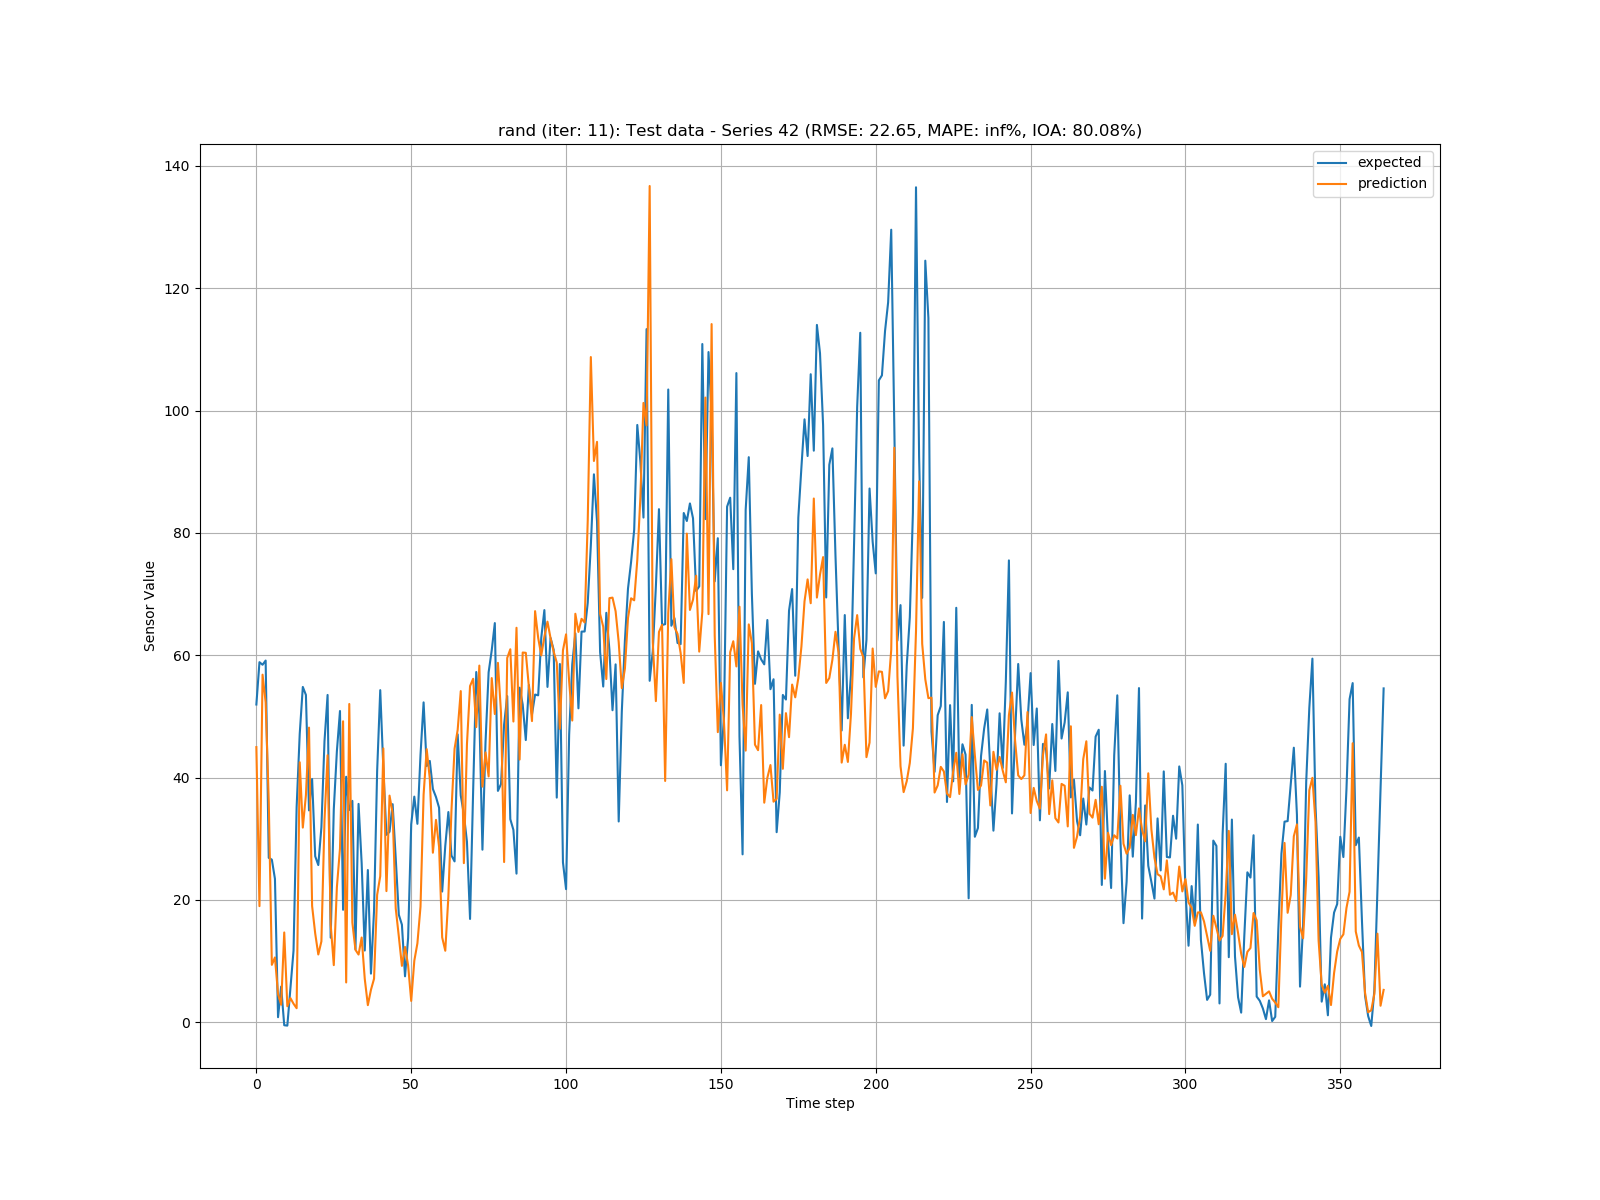 rand (iter: 11): Test data - Series 42 (RMSE: 22.65, MAPE: inf%, IOA: 80.08%)
expected
prediction
140
120
100
80
60
40
20
0
Sensor Value
0 50 100 150 200 250 300 350
Time step